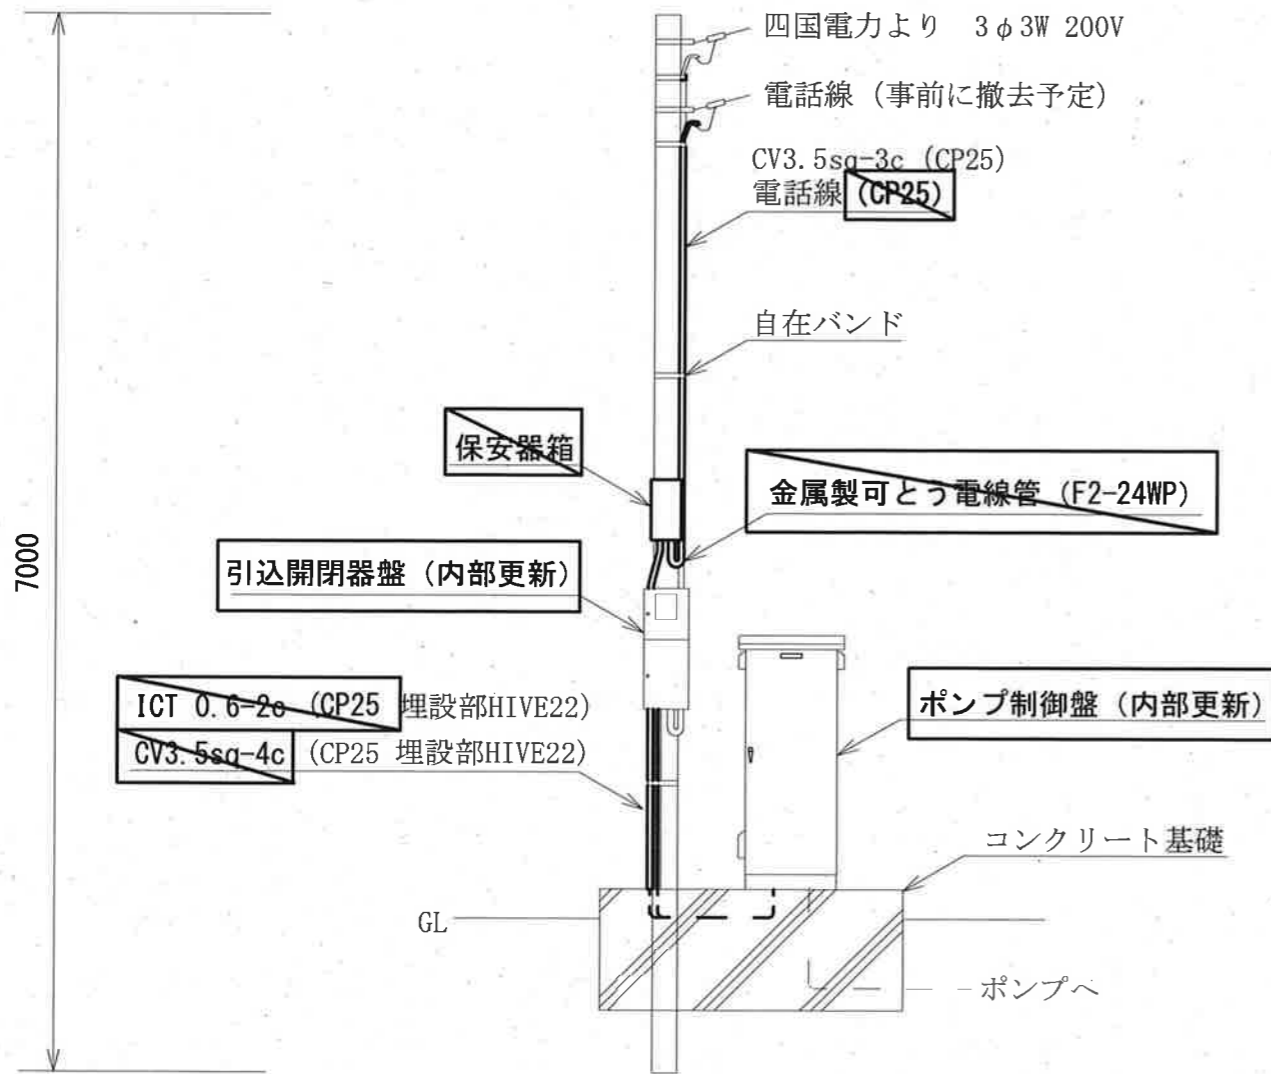 四国電力より 3φ3W 200V
電話線 (事前に撤去予定)
CV3.5sq-3c (CP25)
電話線 (CP25)
自在バンド
保安器箱
金属製可とう電線管 (F2-24WP)
7000
引込開閉器盤 (内部更新)
ICT 0.6-2c (CP25 埋設部HIVE22)
ポンプ制御盤 (内部更新)
CV3.5sq-4c (CP25 埋設部HIVE22)
コンクリート基礎
GL
ポンプへ